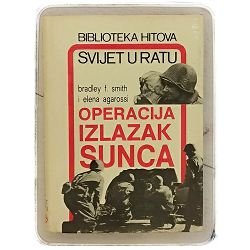 BIBLIOTEKA HITOVA
SVIJET U RATU
bradley f. smith
i elena agarossi
OPERACIJA
IZLAZAK
SUNCA